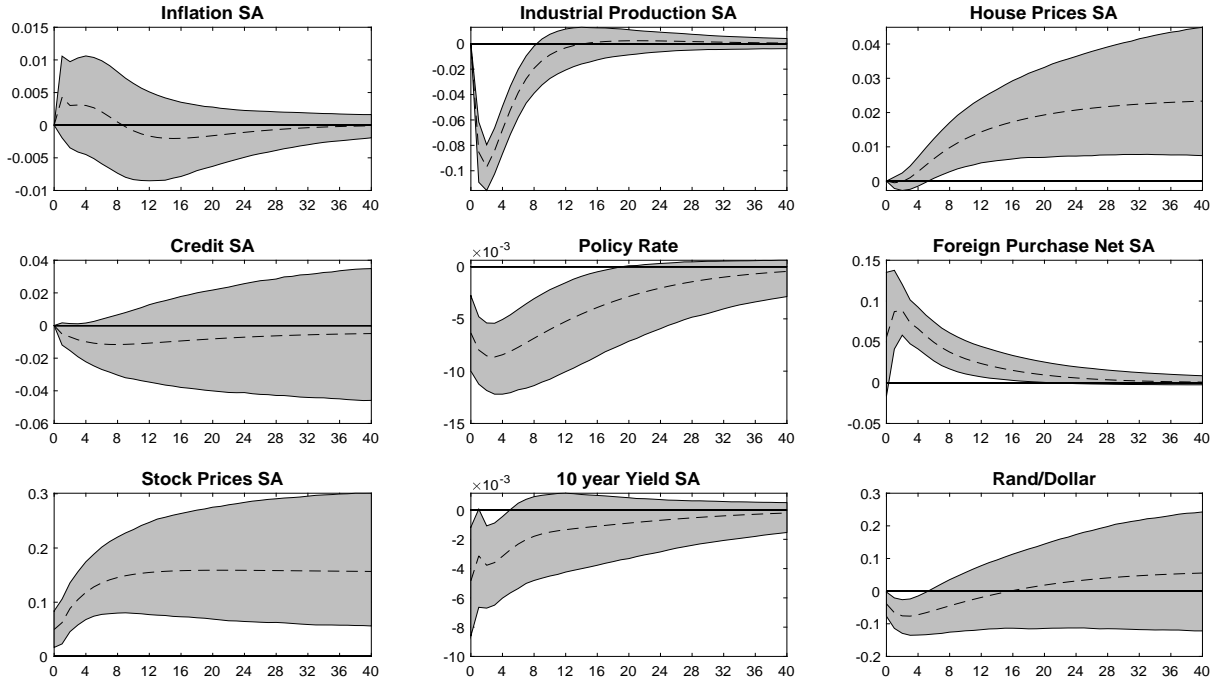 Inflation SA
0.015
0.01
0.005
0
-0.005
-0.01
0 4 8 12 16 20 24 28 32 36 40
Industrial Production SA
0
-0.02
-0.04
-0.06
-0.08
-0.1
0 4 8 12 16 20 24 28 32 36 40
House Prices SA
0.04
0.03
0.02
0.01
0
0 4 8 12 16 20 24 28 32 36 40
Credit SA
0.04
0.02
0
-0.02
-0.04
-0.06
0 4 8 12 16 20 24 28 32 36 40
Policy Rate
×10⁻³
0
-5
-10
-15
0 4 8 12 16 20 24 28 32 36 40
Foreign Purchase Net SA
0.15
0.1
0.05
0
-0.05
0 4 8 12 16 20 24 28 32 36 40
Stock Prices SA
0.3
0.2
0.1
0
0 4 8 12 16 20 24 28 32 36 40
10 year Yield SA
×10⁻³
0
-2
-4
-6
-8
-10
0 4 8 12 16 20 24 28 32 36 40
Rand/Dollar
0.3
0.2
0.1
0
-0.1
-0.2
0 4 8 12 16 20 24 28 32 36 40